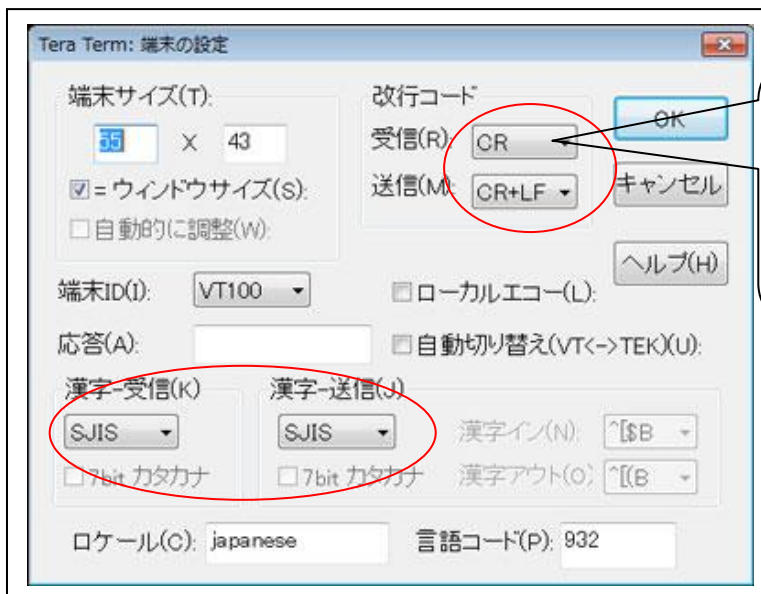 Tera Term: 端末の設定
端末サイズ(T):
55 X 43
☑=ウィンドウサイズ(S):
□自動的に調整(W):
改行コード
受信(R): CR
送信(M): CR+LF
OK
キャンセル
ヘルプ(H)
端末ID(I): VT100
□ローカルエコー(L):
応答(A):
□自動切り替え(VT<->TEK)(U):
漢字-受信(K)
SJIS
□7bit カタカナ
漢字-送信(J)
SJIS
□7bit カタカナ
漢字イン(N): ^[$B
漢字アウト(O) ^[(B
ロケール(C): japanese
言語コード(P): 932